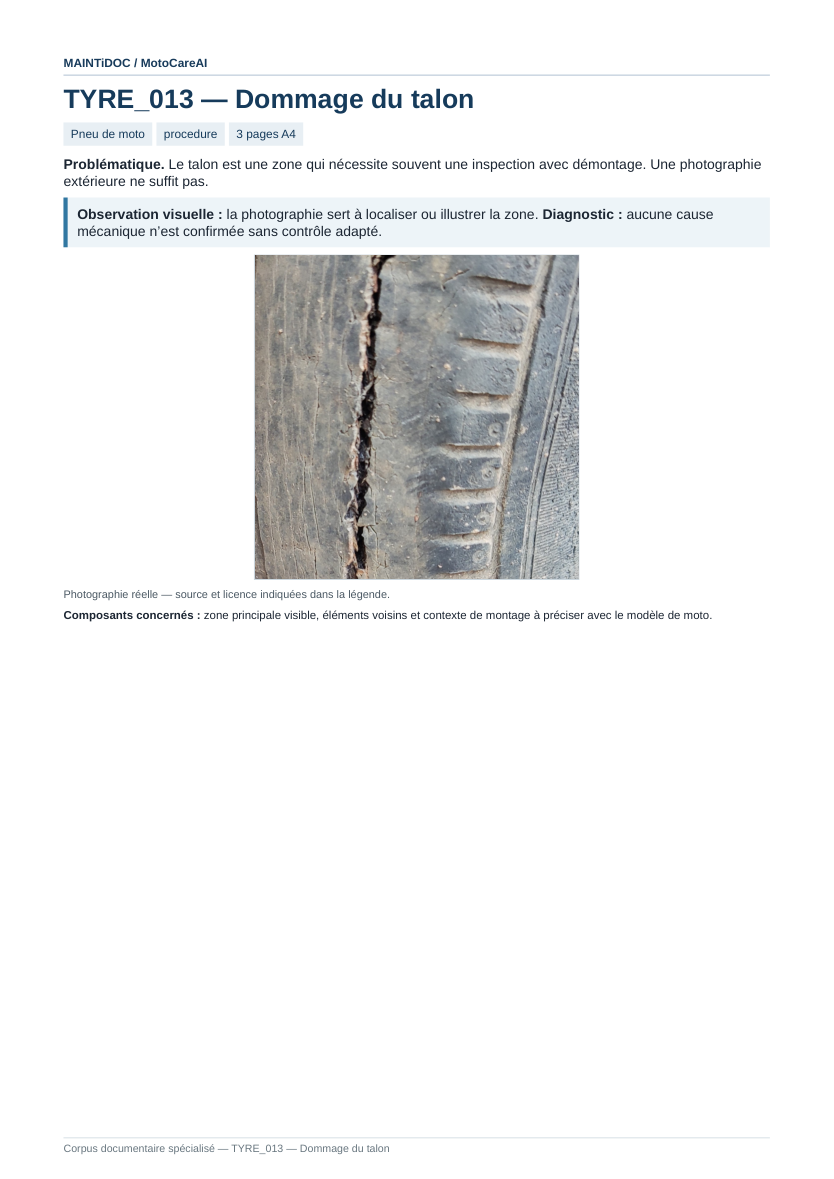 MAINTiDOC / MotoCareAI
TYRE_013 — Dommage du talon
Pneu de moto procedure 3 pages A4
Problématique. Le talon est une zone qui nécessite souvent une inspection avec démontage. Une photographie
extérieure ne suffit pas.
Observation visuelle : la photographie sert à localiser ou illustrer la zone. Diagnostic : aucune cause
mécanique n’est confirmée sans contrôle adapté.
Photographie réelle — source et licence indiquées dans la légende.
Composants concernés : zone principale visible, éléments voisins et contexte de montage à préciser avec le modèle de moto.
Corpus documentaire spécialisé — TYRE_013 — Dommage du talon